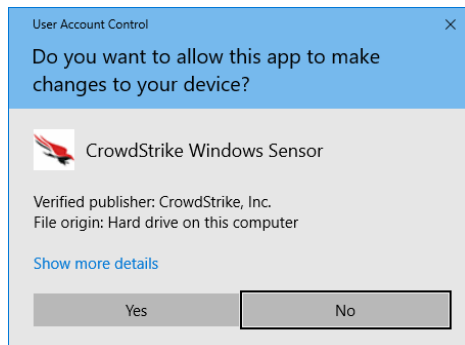 User Account Control
Do you want to allow this app to make
changes to your device?
CrowdStrike Windows Sensor
Verified publisher: CrowdStrike, Inc.
File origin: Hard drive on this computer
Show more details
Yes
No